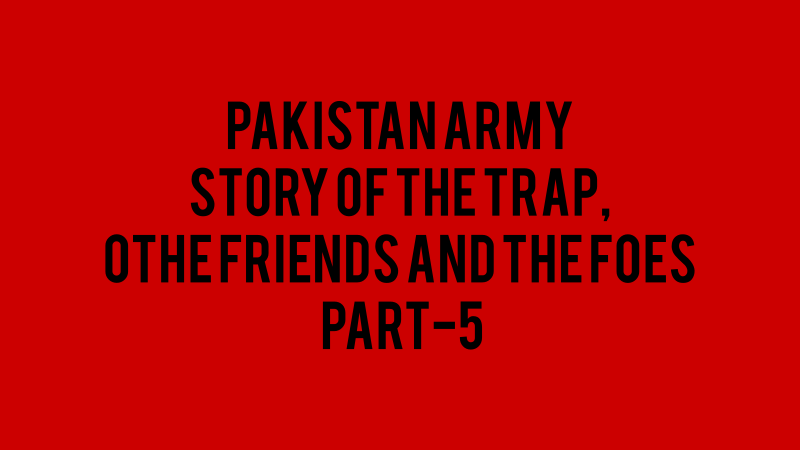 PAKISTAN ARMY
STORY OF THE TRAP,
OTHE FRIENDS AND THE FOES
PART-5